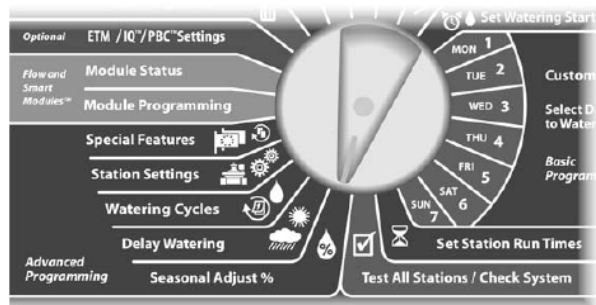 Optional
ETM / IQ™/ PBC™Settings
Flow and
Smart
Modules™
Module Status
Module Programming
Special Features
Station Settings
Watering Cycles
Delay Watering
Advanced
Programming
Seasonal Adjust %
%
Set Watering Start
MON 1
TUE 2
WED 3
THU 4
FRI 5
SAT 6
SUN 7
Custom
Select D
to Water
Basic
Program
Set Station Run Times
Test All Stations / Check System